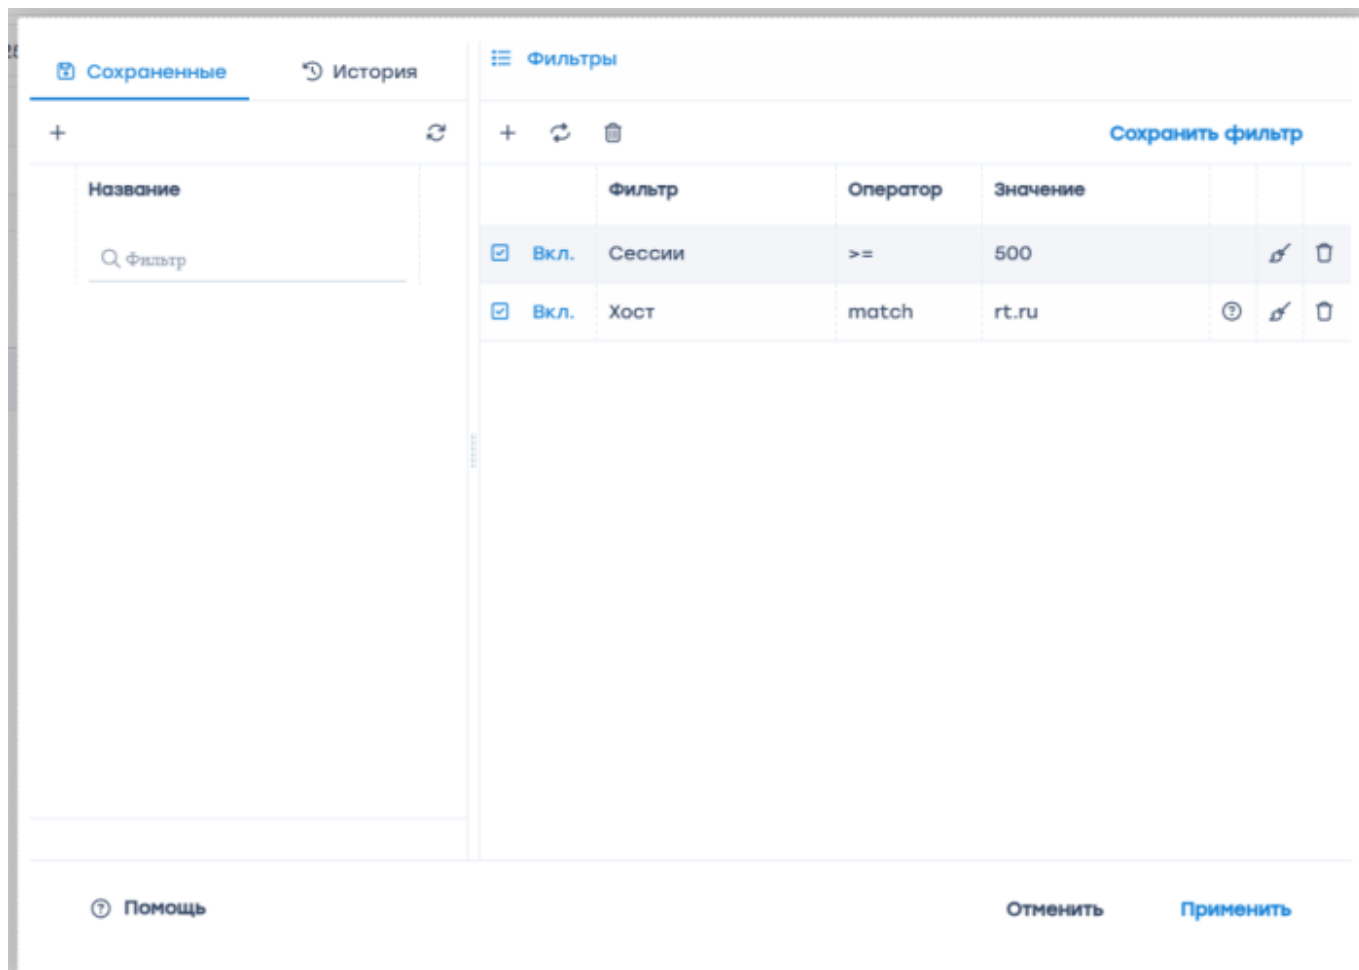 Сохраненные История
Фильтры
Сохранить фильтр
Название
Фильтр
Фильтр Оператор Значение
Вкл. Сессии >= 500
Вкл. Хост match rt.ru
Помощь
Отменить Применить